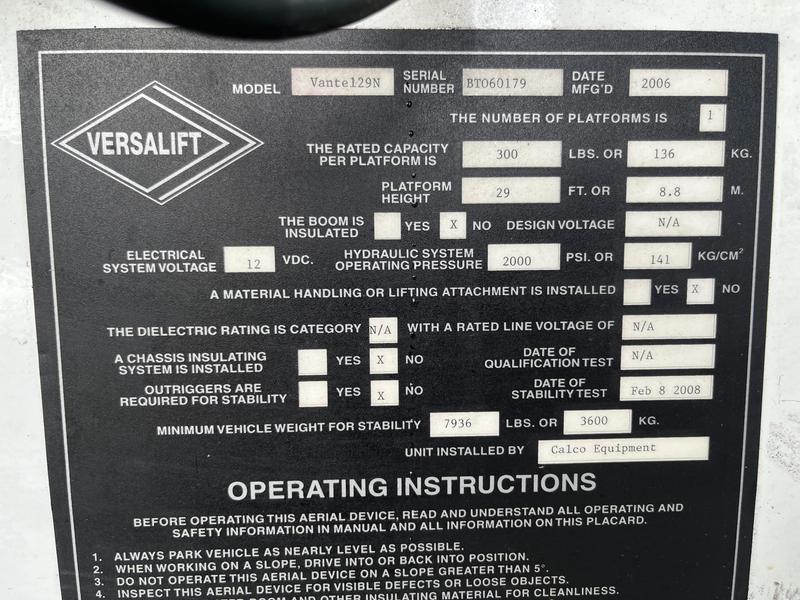 MODEL Vantel29N SERIAL NUMBER BT060179 DATE MFG'D 2006
THE NUMBER OF PLATFORMS IS 1
VERSALIFT
THE RATED CAPACITY PER PLATFORM IS 300 LBS. OR 136 KG.
PLATFORM HEIGHT 29 FT. OR 8.8 M.
THE BOOM IS INSULATED YES X NO DESIGN VOLTAGE N/A
ELECTRICAL SYSTEM VOLTAGE 12 VDC. HYDRAULIC SYSTEM OPERATING PRESSURE 2000 PSI. OR 141 KG/CM²
A MATERIAL HANDLING OR LIFTING ATTACHMENT IS INSTALLED YES X NO
THE DIELECTRIC RATING IS CATEGORY N/A WITH A RATED LINE VOLTAGE OF N/A
A CHASSIS INSULATING SYSTEM IS INSTALLED YES X NO DATE OF QUALIFICATION TEST N/A
OUTRIGGERS ARE REQUIRED FOR STABILITY YES X NO DATE OF STABILITY TEST Feb 8 2008
MINIMUM VEHICLE WEIGHT FOR STABILITY 7936 LBS. OR 3600 KG.
UNIT INSTALLED BY Calco Equipment
OPERATING INSTRUCTIONS
BEFORE OPERATING THIS AERIAL DEVICE, READ AND UNDERSTAND ALL OPERATING AND
SAFETY INFORMATION IN MANUAL AND ALL INFORMATION ON THIS PLACARD.
1. ALWAYS PARK VEHICLE AS NEARLY LEVEL AS POSSIBLE.
2. WHEN WORKING ON A SLOPE, DRIVE INTO OR BACK INTO POSITION.
3. DO NOT OPERATE THIS AERIAL DEVICE ON A SLOPE GREATER THAN 5°.
4. INSPECT THIS AERIAL DEVICE FOR VISIBLE DEFECTS OR LOOSE OBJECTS.
BOOM AND OTHER INSULATING MEMBERS FOR CLEANLINESS.